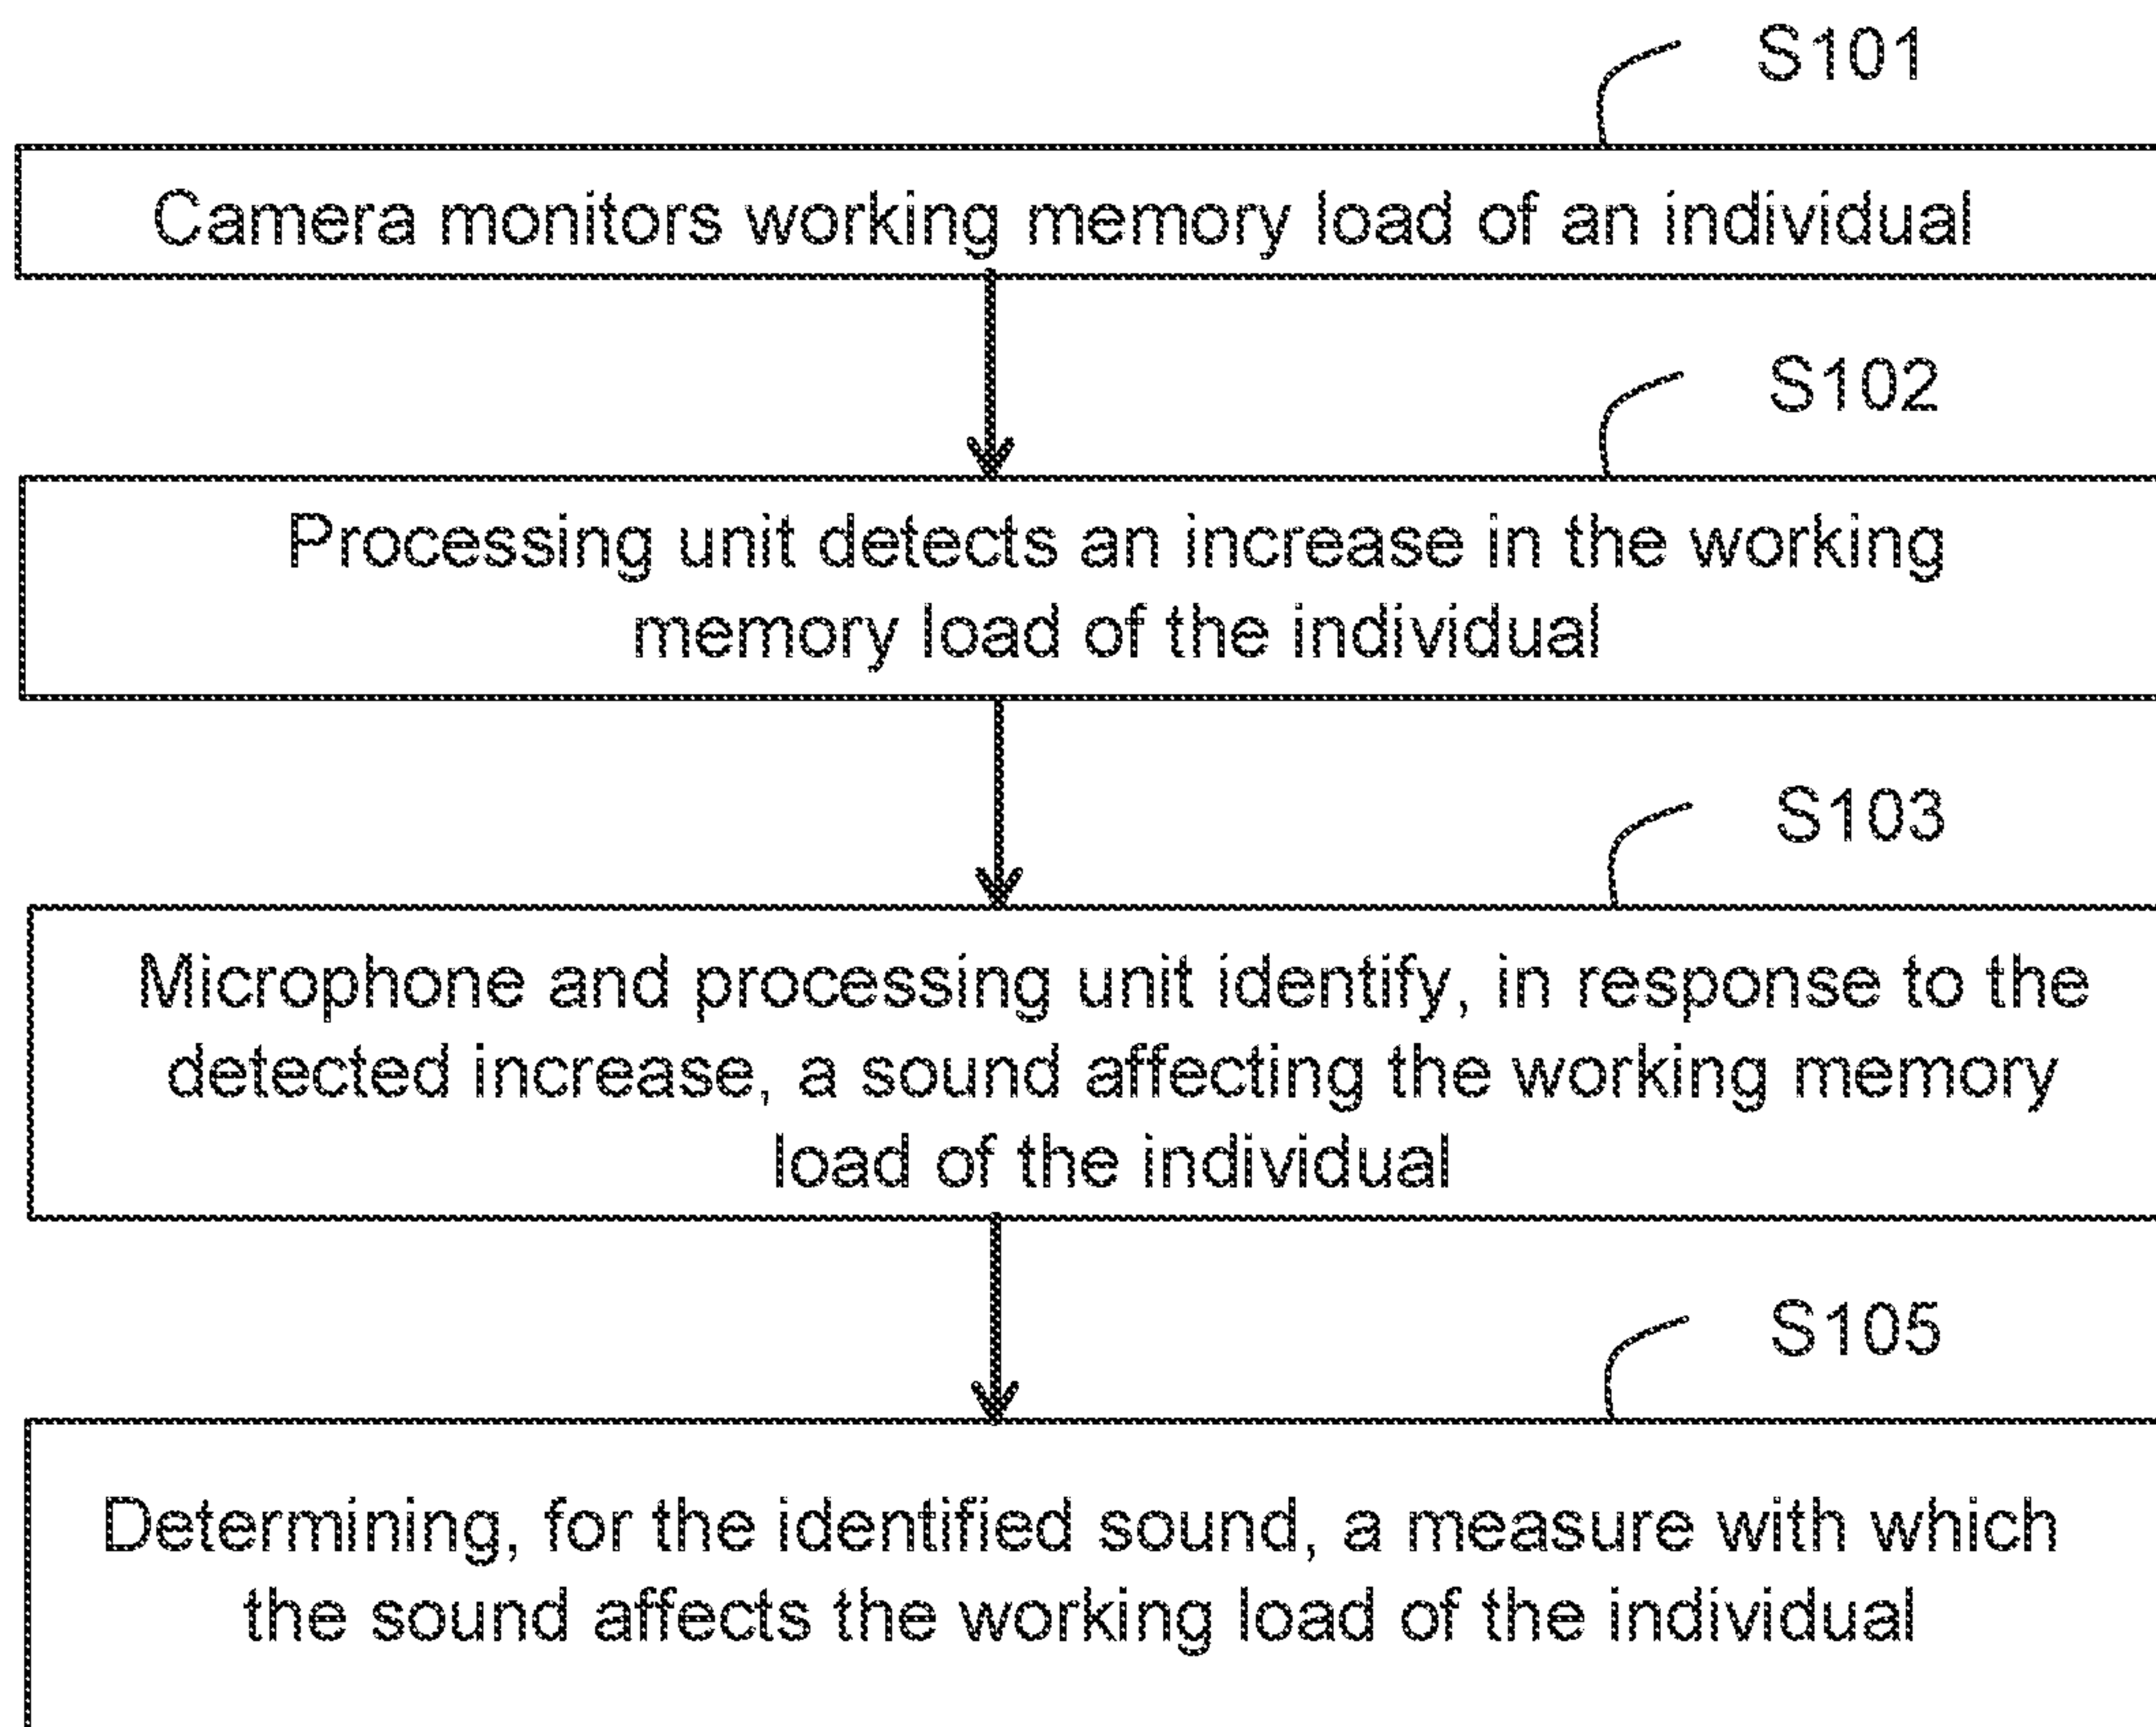 S101
Camera monitors working memory load of an individual
S102
Processing unit detects an increase in the working
memory load of the individual
S103
Microphone and processing unit identify, in response to the
detected increase, a sound affecting the working memory
load of the individual
S105
Determining, for the identified sound, a measure with which
the sound affects the working load of the individual